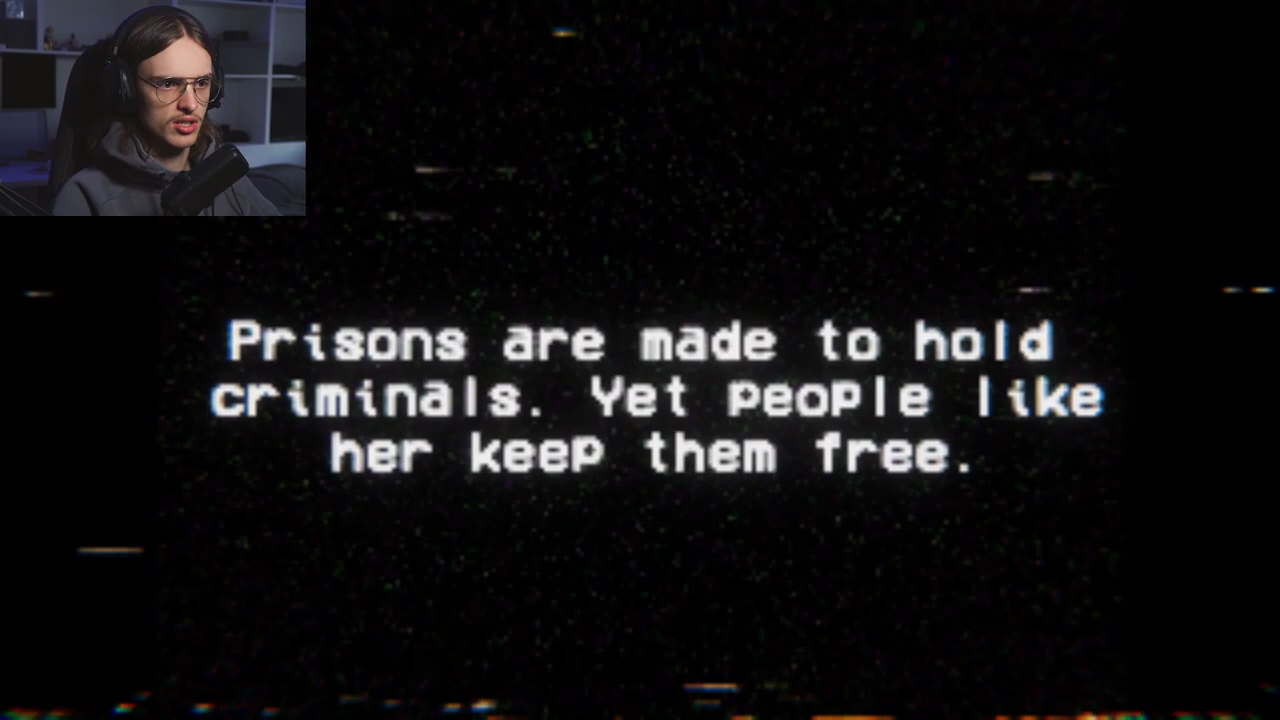 Prisons are made to hold
criminals. Yet people like
her keep them free.